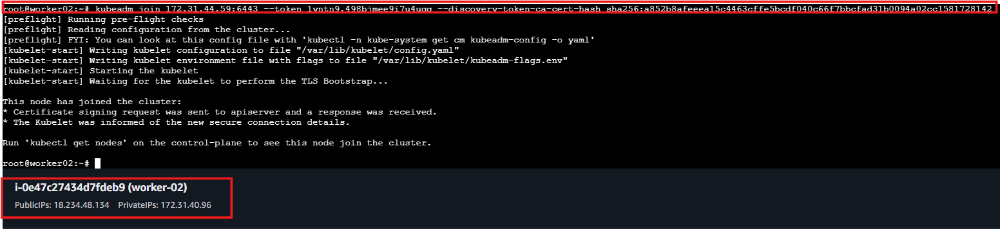 root@worker02:~# kubeadm join 172.31.44.59:6443 --token lyntn9.498bjmee9i7u4ugg --discovery-token-ca-cert-hash sha256:a852b8afeeea15c4463cffe5bcdf040c66f7bbcfad31b0094a02cc1581728142
[preflight] Running pre-flight checks
[preflight] Reading configuration from the cluster...
[preflight] FYI: You can look at this config file with 'kubectl -n kube-system get cm kubeadm-config -o yaml'
[kubelet-start] Writing kubelet configuration to file "/var/lib/kubelet/config.yaml"
[kubelet-start] Writing kubelet environment file with flags to file "/var/lib/kubelet/kubeadm-flags.env"
[kubelet-start] Starting the kubelet
[kubelet-start] Waiting for the kubelet to perform the TLS Bootstrap...
This node has joined the cluster:
* Certificate signing request was sent to apiserver and a response was received.
* The Kubelet was informed of the new secure connection details.
Run 'kubectl get nodes' on the control-plane to see this node join the cluster.
root@worker02:~#
i-0e47c27434d7fdeb9 (worker-02)
PublicIPs: 18.234.48.134 PrivateIPs: 172.31.40.96